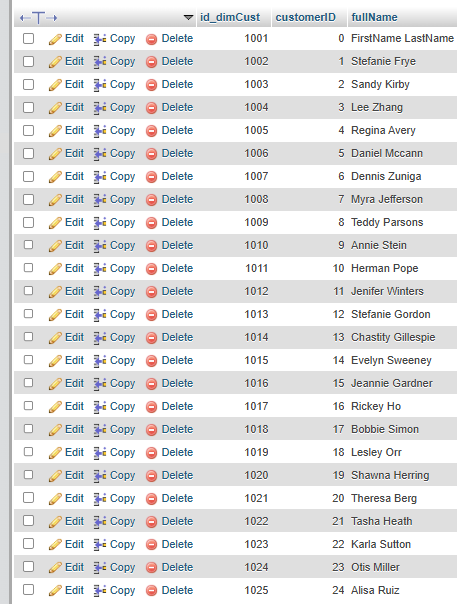 id_dimCust customerID fullName
Edit Copy Delete 1001 0 FirstName LastName
Edit Copy Delete 1002 1 Stefanie Frye
Edit Copy Delete 1003 2 Sandy Kirby
Edit Copy Delete 1004 3 Lee Zhang
Edit Copy Delete 1005 4 Regina Avery
Edit Copy Delete 1006 5 Daniel Mccann
Edit Copy Delete 1007 6 Dennis Zuniga
Edit Copy Delete 1008 7 Myra Jefferson
Edit Copy Delete 1009 8 Teddy Parsons
Edit Copy Delete 1010 9 Annie Stein
Edit Copy Delete 1011 10 Herman Pope
Edit Copy Delete 1012 11 Jenifer Winters
Edit Copy Delete 1013 12 Stefanie Gordon
Edit Copy Delete 1014 13 Chastity Gillespie
Edit Copy Delete 1015 14 Evelyn Sweeney
Edit Copy Delete 1016 15 Jeannie Gardner
Edit Copy Delete 1017 16 Rickey Ho
Edit Copy Delete 1018 17 Bobbie Simon
Edit Copy Delete 1019 18 Lesley Orr
Edit Copy Delete 1020 19 Shawna Herring
Edit Copy Delete 1021 20 Theresa Berg
Edit Copy Delete 1022 21 Tasha Heath
Edit Copy Delete 1023 22 Karla Sutton
Edit Copy Delete 1024 23 Otis Miller
Edit Copy Delete 1025 24 Alisa Ruiz